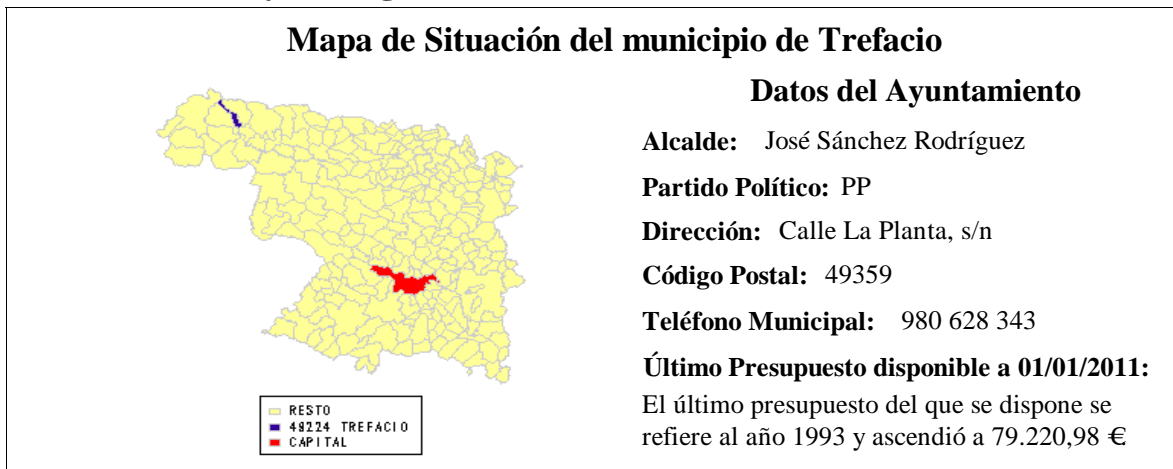 Mapa de Situación del municipio de Trefacio
Datos del Ayuntamiento
Alcalde: José Sánchez Rodríguez
Partido Político: PP
Dirección: Calle La Planta, s/n
Código Postal: 49359
Teléfono Municipal: 980 628 343
Último Presupuesto disponible a 01/01/2011:
El último presupuesto del que se dispone se
refiere al año 1993 y ascendió a 79.220,98 €
RESTO
49224 TREFACIO
CAPITAL